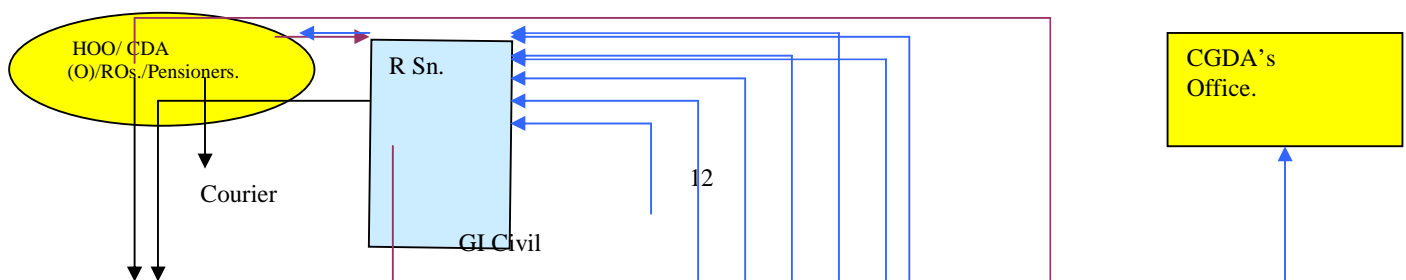 HOO/ CDA
(O)/ROs./Pensioners.
R Sn.
CGDA's
Office.
12
Courier
GI Civil